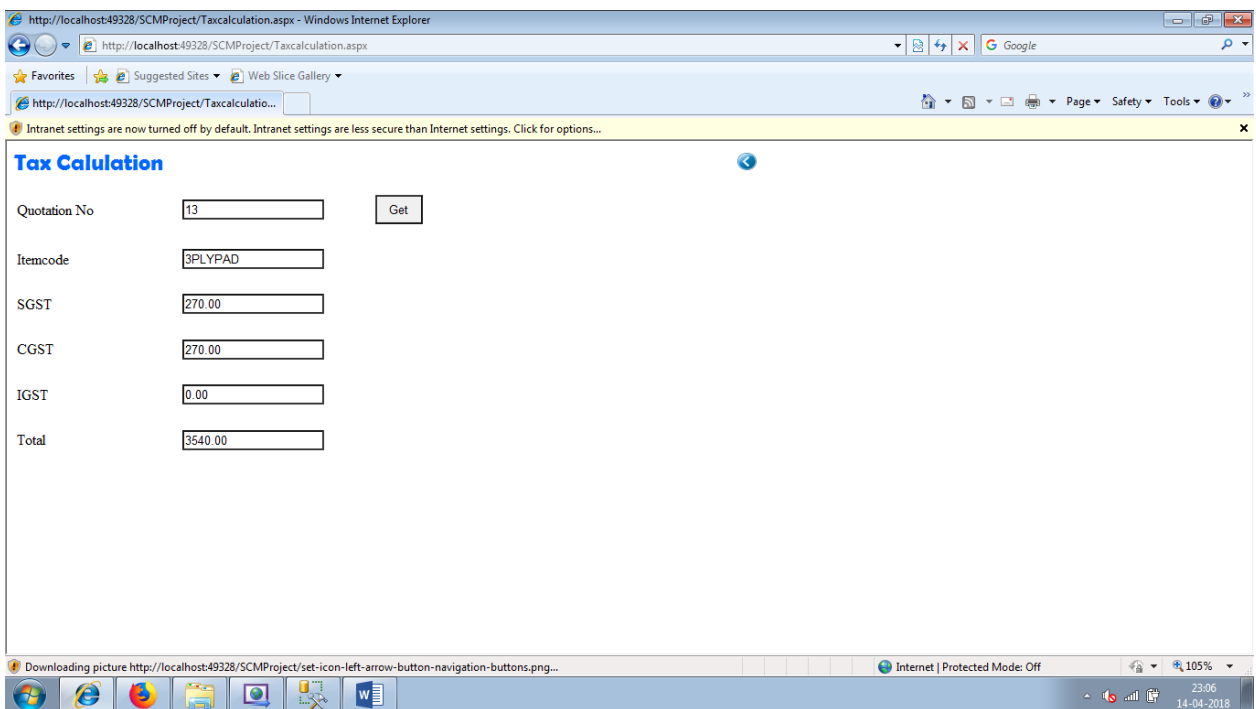 http://localhost:49328/SCMProject/Taxcalculation.aspx - Windows Internet Explorer
http://localhost:49328/SCMProject/Taxcalculation.aspx
Google
Favorites Suggested Sites Web Slice Gallery
http://localhost:49328/SCMProject/Taxcalculatio...
Page Safety Tools
Intranet settings are now turned off by default. Intranet settings are less secure than Internet settings. Click for options...
Tax Calulation
Quotation No 13 Get
Itemcode 3PLYPAD
SGST 270.00
CGST 270.00
IGST 0.00
Total 3540.00
Downloading picture http://localhost:49328/SCMProject/set-icon-left-arrow-button-navigation-buttons.png...
Internet | Protected Mode: Off
105%
23:06
14-04-2018